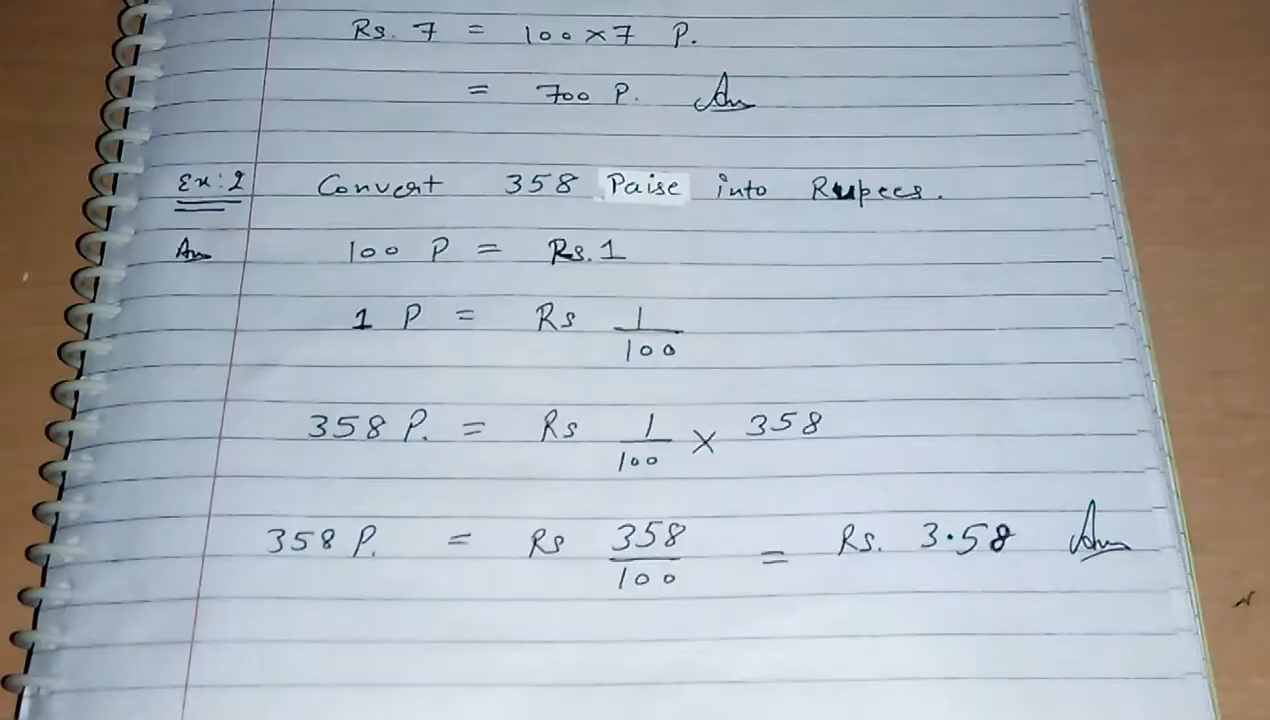 Rs. 7 = 100 × 7 P.
= 700 P. Ans
Ex: 2 Convert 358 Paise into Rupees.
Ans 100 P = Rs. 1
1 P = Rs 1/100
358 P. = Rs 1/100 × 358
358 P. = Rs 358/100 = Rs. 3.58 Ans